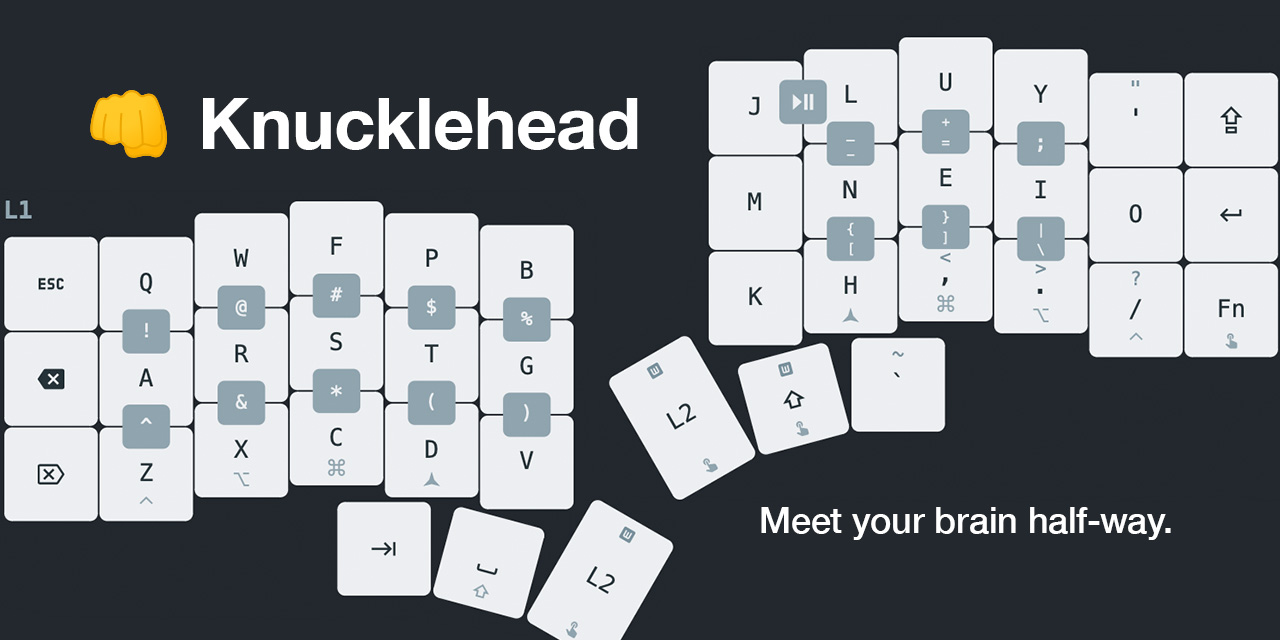 Knucklehead
L1
ESC Q W F P B
! @ # $ %
A R S T G
^ & * ( )
Z X C D V
⌃ ⌥ ⌘
L2
J L U Y " '
_ - + = ;
M N E I O
{ [ } ] | \
K H < , > . ? / Fn
⌘ ⌥ ⌃
L2
~ `
Meet your brain half-way.